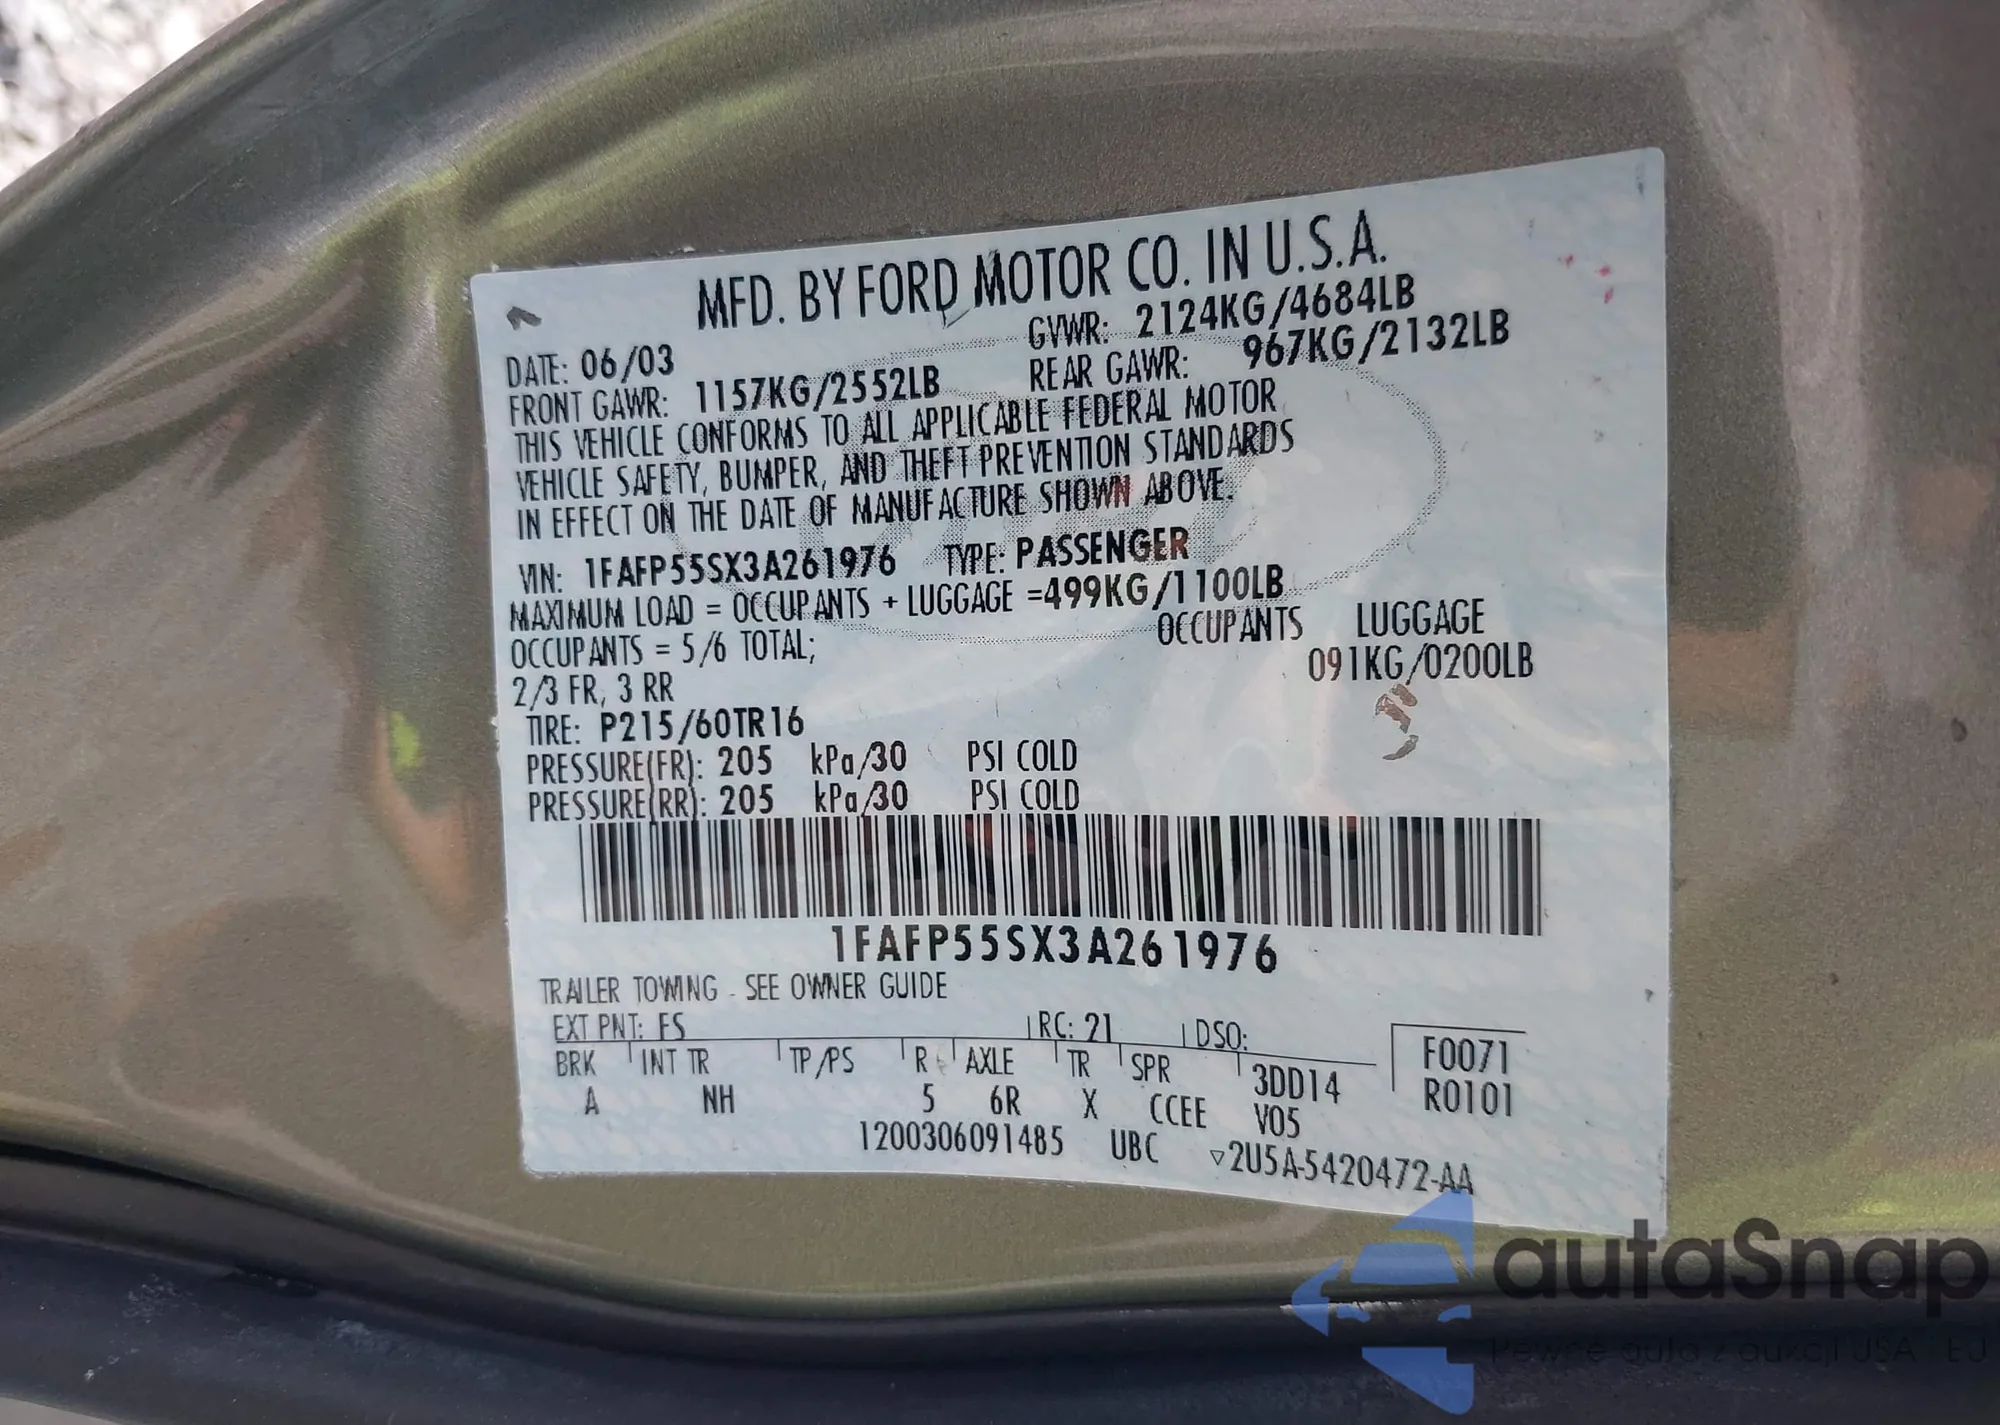 MFD. BY FORD MOTOR CO. IN U.S.A.
DATE: 06/03 GVWR: 2124KG/4684LB
FRONT GAWR: 1157KG/2552LB REAR GAWR: 967KG/2132LB
THIS VEHICLE CONFORMS TO ALL APPLICABLE FEDERAL MOTOR
VEHICLE SAFETY, BUMPER, AND THEFT PREVENTION STANDARDS
IN EFFECT ON THE DATE OF MANUFACTURE SHOWN ABOVE.
VIN: 1FAFP55SX3A261976 TYPE: PASSENGER
MAXIMUM LOAD = OCCUPANTS + LUGGAGE =499KG/1100LB
OCCUPANTS = 5/6 TOTAL; OCCUPANTS LUGGAGE
2/3 FR, 3 RR 091KG/0200LB
TIRE: P215/60TR16
PRESSURE(FR): 205 kPa/30 PSI COLD
PRESSURE(RR): 205 kPa/30 PSI COLD
1FAFP55SX3A261976
TRAILER TOWING - SEE OWNER GUIDE
EXT PNT: FS RC: 21 DSO:
BRK INT TR TP/PS R AXLE TR SPR 3DD14 F0071
A NH 5 6R X CCEE V05 R0101
1200306091485 UBC ▽2U5A-5420472-AA
autaSnap
Pewne auta z aukcji USA i EU